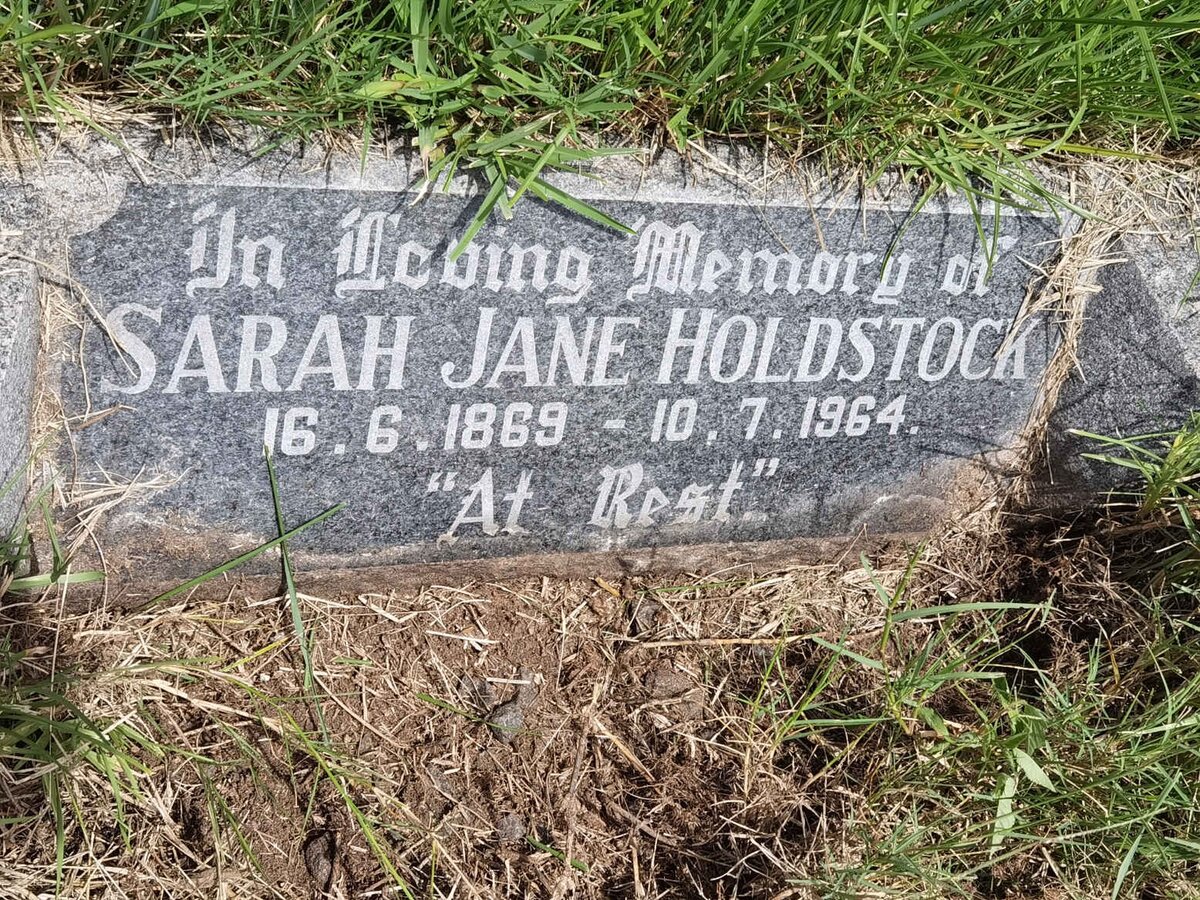 In Loving Memory of
SARAH JANE HOLDSTOCK
16.6.1869 - 10.7.1964.
"At Rest."